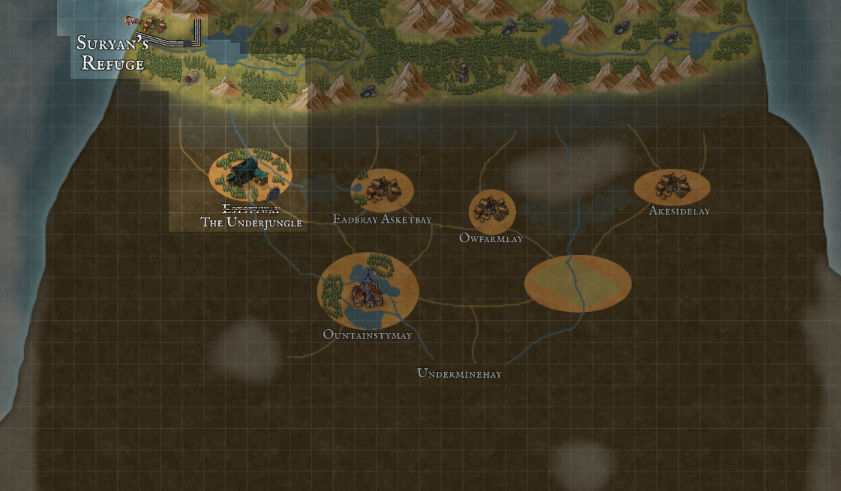 Suryan's
Refuge
The Underjungle
Eadbray Asketbay
Owfarmlay
Akesidelay
Ountainstymay
Underminehay